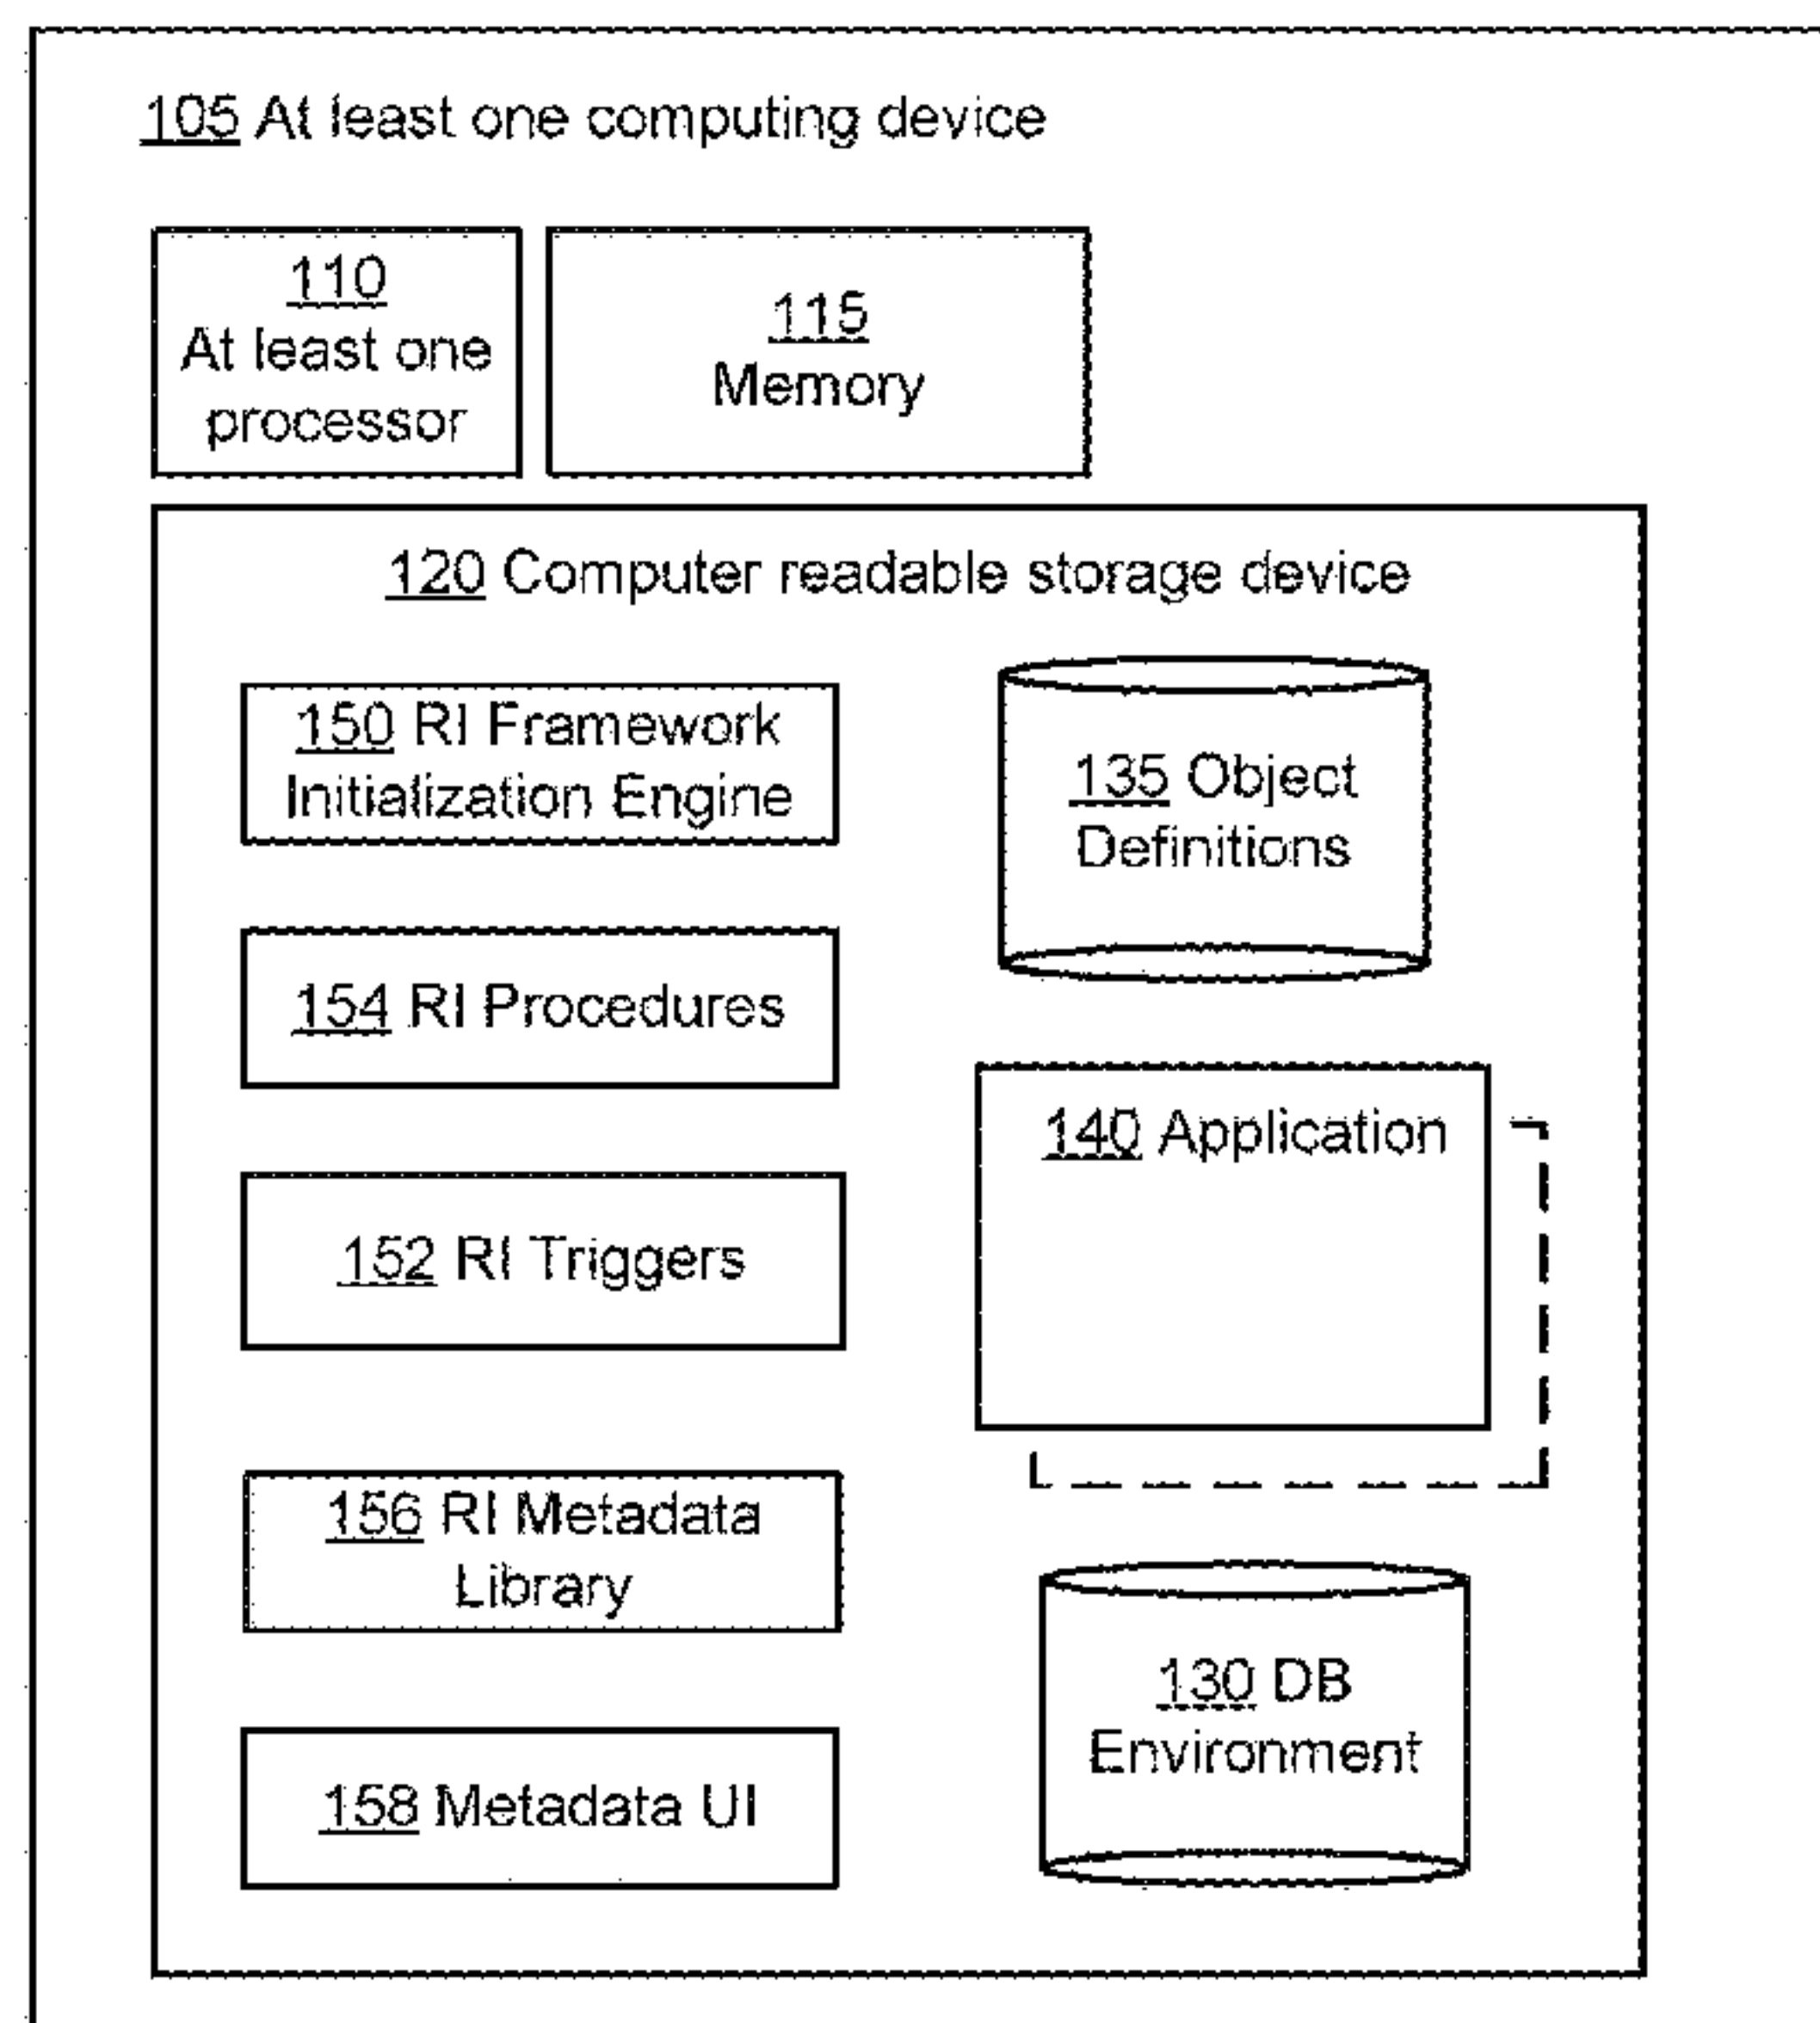 105 At least one computing device
110
At least one
processor
115
Memory
120 Computer readable storage device
150 RI Framework
Initialization Engine
135 Object
Definitions
154 RI Procedures
140 Application
152 RI Triggers
156 RI Metadata
Library
130 DB
Environment
158 Metadata UI